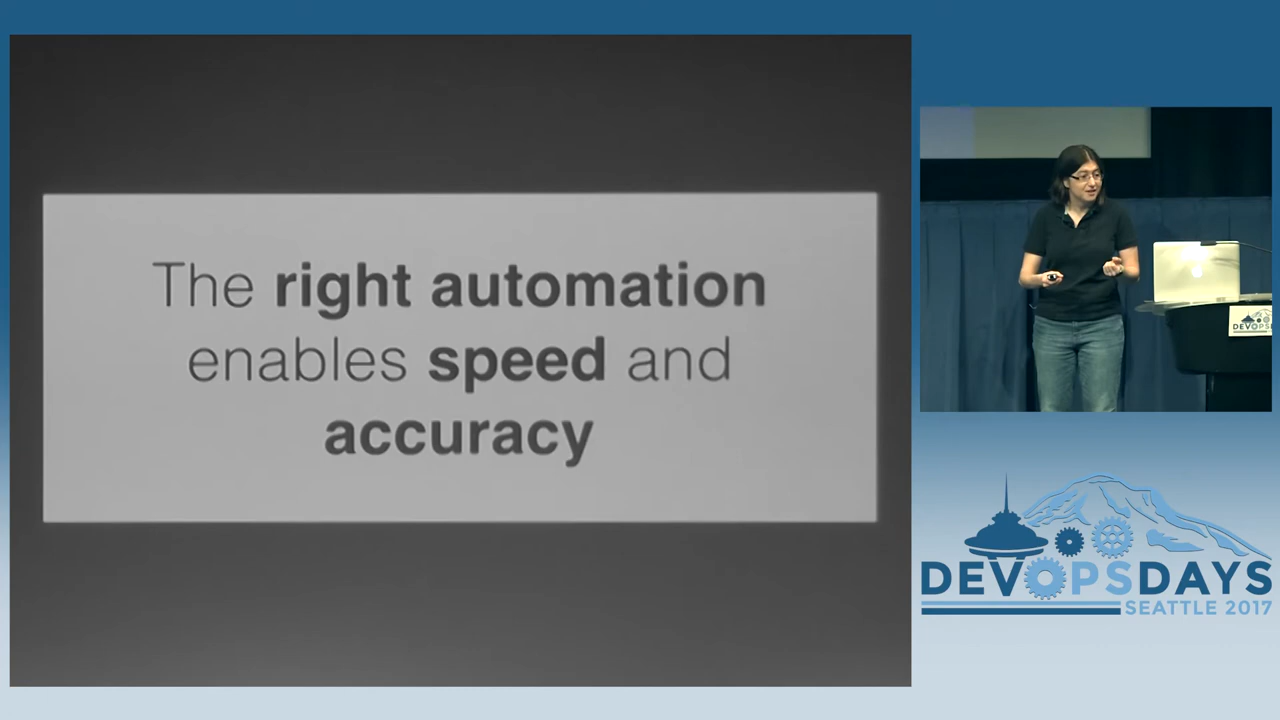 The right automation
enables speed and
accuracy
DEVOPSDAYS
SEATTLE 2017